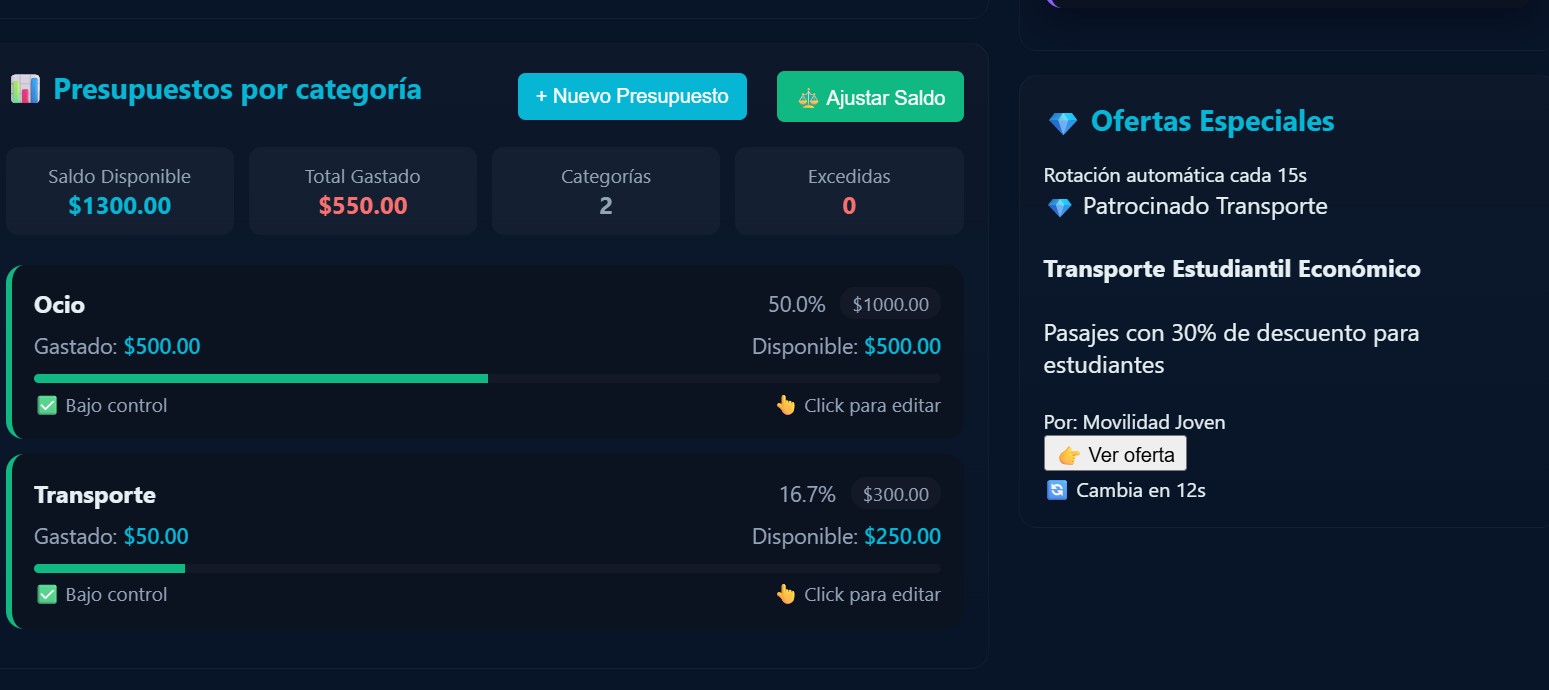 Presupuestos por categoría
+ Nuevo Presupuesto
Ajustar Saldo
Saldo Disponible
$1300.00
Total Gastado
$550.00
Categorías
2
Excedidas
0
Ocio
50.0% $1000.00
Gastado: $500.00
Disponible: $500.00
Bajo control
Click para editar
Transporte
16.7% $300.00
Gastado: $50.00
Disponible: $250.00
Bajo control
Click para editar
Ofertas Especiales
Rotación automática cada 15s
Patrocinado Transporte
Transporte Estudiantil Económico
Pasajes con 30% de descuento para
estudiantes
Por: Movilidad Joven
Ver oferta
Cambia en 12s